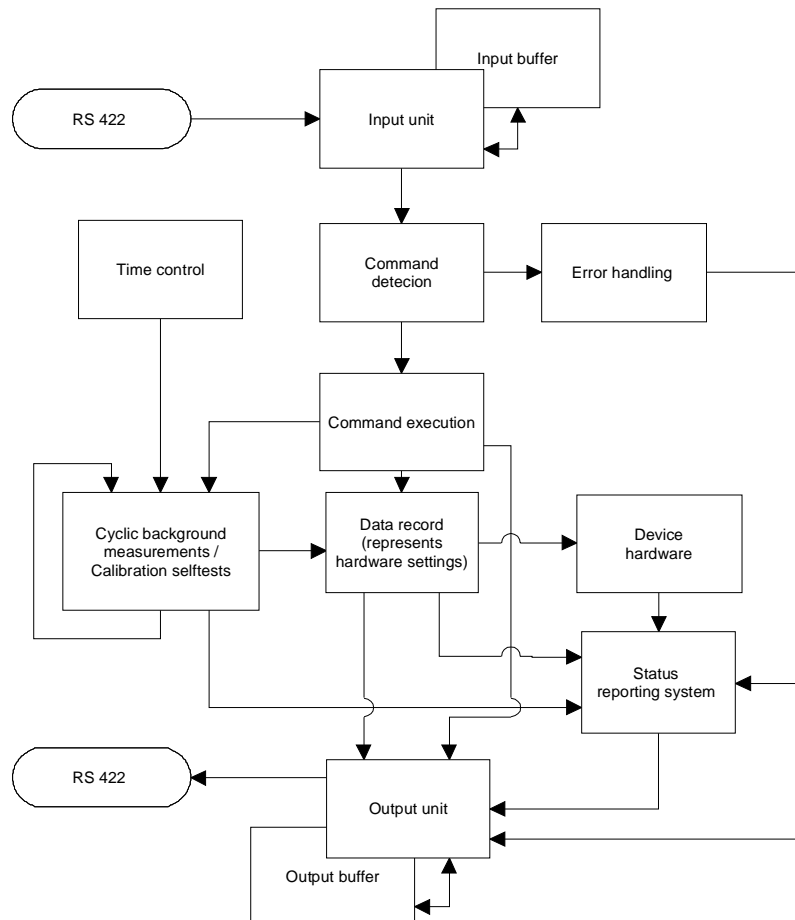 Input buffer
RS 422
Input unit
Time control
Command
detecion
Error handling
Command execution
Cyclic background
measurements /
Calibration selftests
Data record
(represents
hardware settings)
Device
hardware
Status
reporting system
RS 422
Output unit
Output buffer